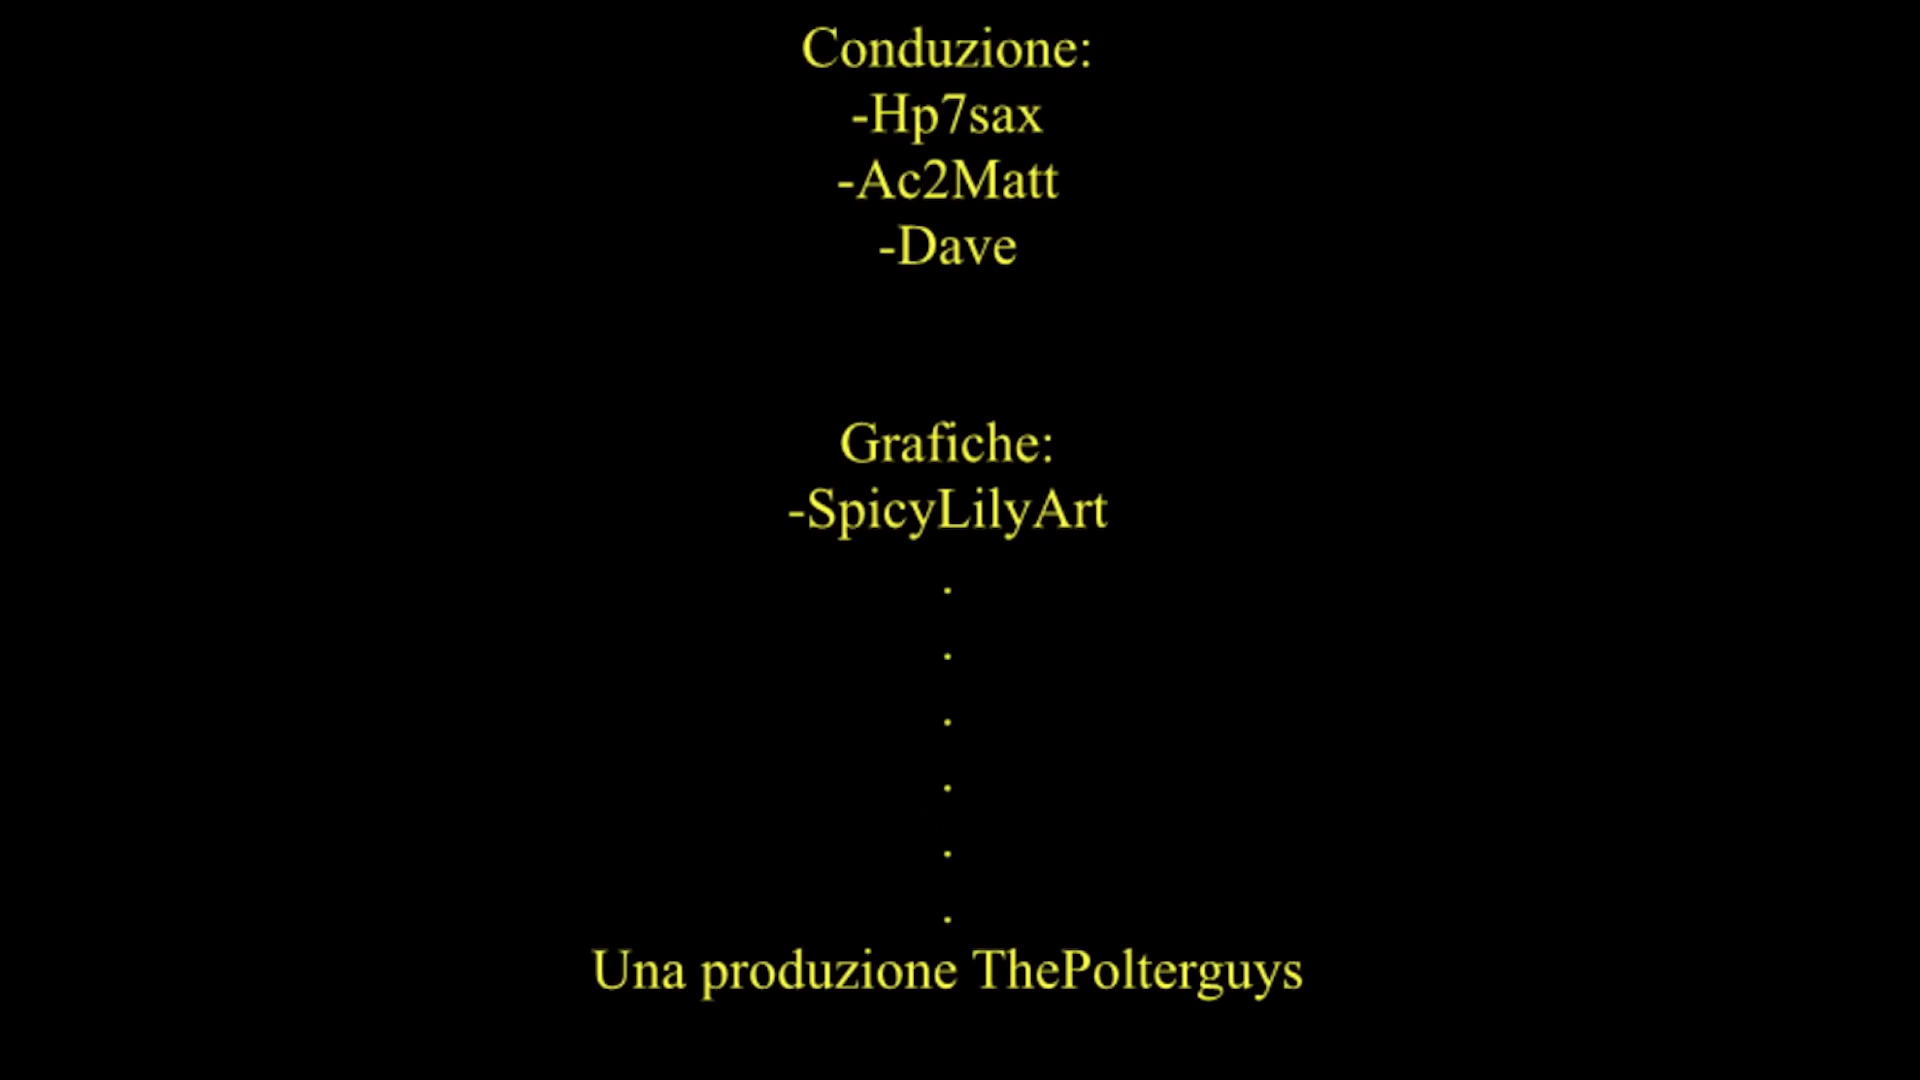 Conduzione:
-Hp7sax
-Ac2Matt
-Dave
Grafiche:
-SpicyLilyArt
.
.
.
.
.
.
Una produzione ThePolterguys